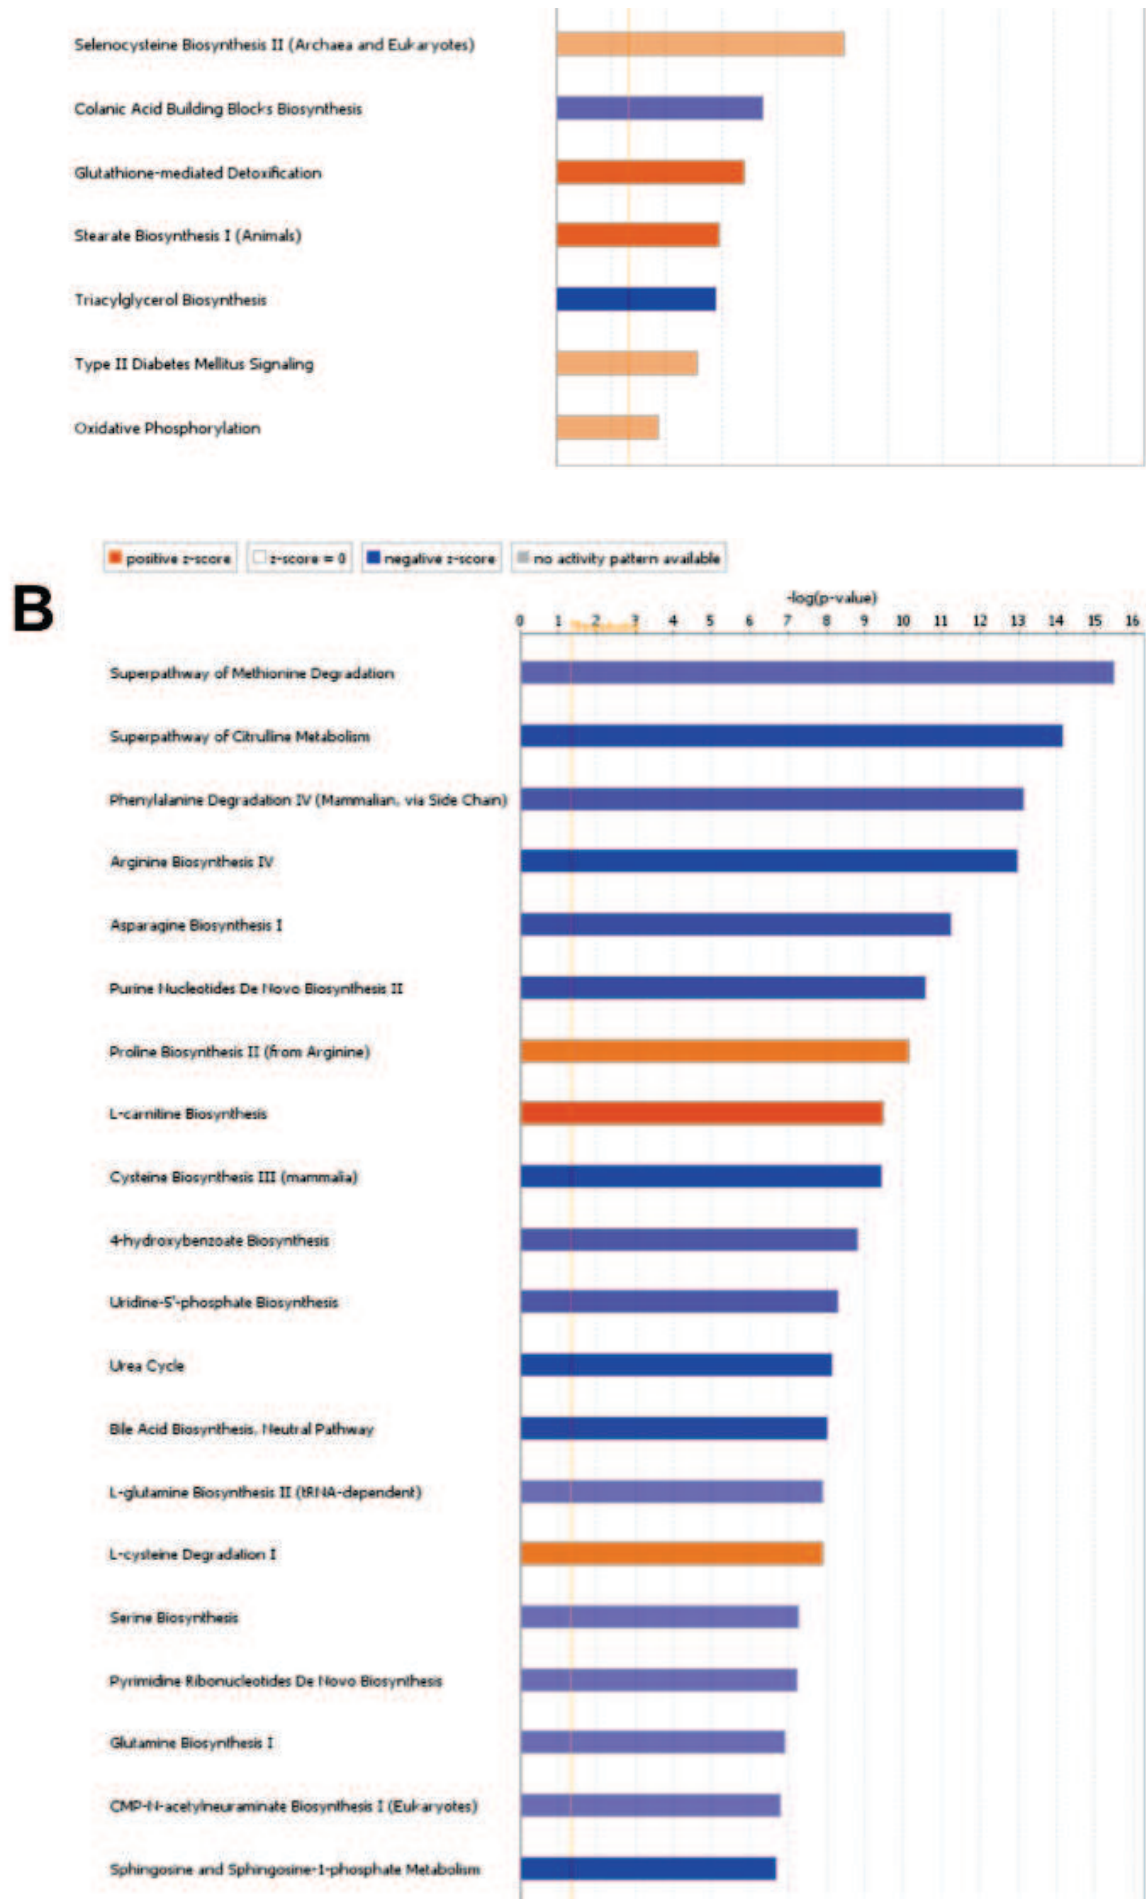 Selenocysteine Biosynthesis II (Archaea and Eukaryotes)
Colanic Acid Building Blocks Biosynthesis
Glutathione-mediated Detoxification
Stearate Biosynthesis I (Animals)
Triacylglycerol Biosynthesis
Type II Diabetes Mellitus Signaling
Oxidative Phosphorylation
positive z-score z-score = 0 negative z-score no activity pattern available
B
-log(p-value)
0 1 2 3 4 5 6 7 8 9 10 11 12 13 14 15 16
Superpathway of Methionine Degradation
Superpathway of Citrulline Metabolism
Phenylalanine Degradation IV (Mammalian, via Side Chain)
Arginine Biosynthesis IV
Asparagine Biosynthesis I
Purine Nucleotides De Novo Biosynthesis II
Proline Biosynthesis II (from Arginine)
L-carnitine Biosynthesis
Cysteine Biosynthesis III (mammalia)
4-hydroxybenzoate Biosynthesis
Uridine-5'-phosphate Biosynthesis
Urea Cycle
Bile Acid Biosynthesis, Neutral Pathway
L-glutamine Biosynthesis II (tRNA-dependent)
L-cysteine Degradation I
Serine Biosynthesis
Pyrimidine Ribonucleotides De Novo Biosynthesis
Glutamine Biosynthesis I
CMP-N-acetylneuraminate Biosynthesis I (Eukaryotes)
Sphingosine and Sphingosine-1-phosphate Metabolism